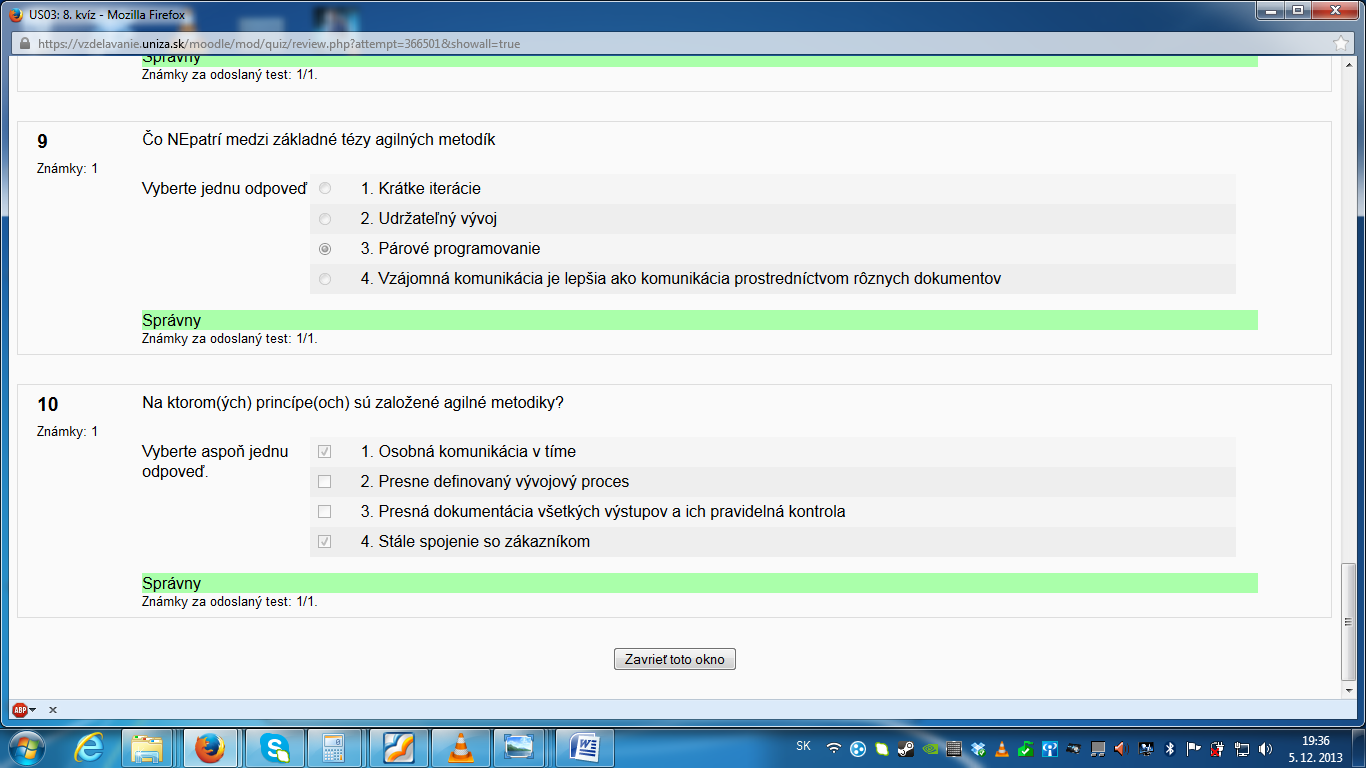 US03: 8. kvíz - Mozilla Firefox
https://vzdelavanie.uniza.sk/moodle/mod/quiz/review.php?attempt=366501&showall=true
Správny
Známky za odoslaný test: 1/1.
9
Čo NEpatrí medzi základné tézy agilných metodík
Známky: 1
Vyberte jednu odpoveď
1. Krátke iterácie
2. Udržateľný vývoj
3. Párové programovanie
4. Vzájomná komunikácia je lepšia ako komunikácia prostredníctvom rôznych dokumentov
Správny
Známky za odoslaný test: 1/1.
10
Na ktorom(ých) princípe(och) sú založené agilné metodiky?
Známky: 1
Vyberte aspoň jednu
odpoveď.
1. Osobná komunikácia v tíme
2. Presne definovaný vývojový proces
3. Presná dokumentácia všetkých výstupov a ich pravidelná kontrola
4. Stále spojenie so zákazníkom
Správny
Známky za odoslaný test: 1/1.
Zavrieť toto okno
ABP
SK
19:36
5. 12. 2013